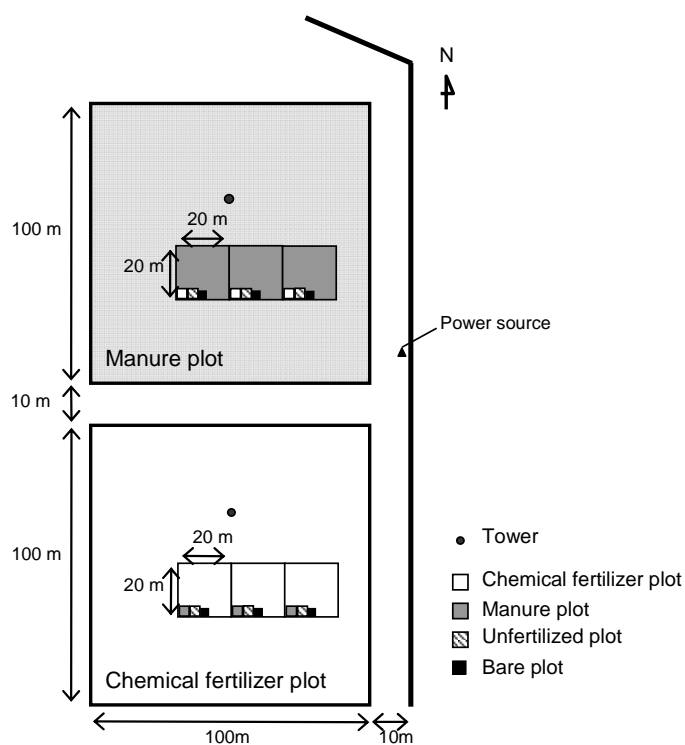 N
100 m
20 m
20 m
Manure plot
Power source
10 m
100 m
20 m
20 m
Chemical fertilizer plot
Tower
Chemical fertilizer plot
Manure plot
Unfertilized plot
Bare plot
100m
10m